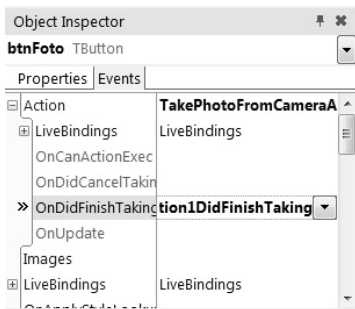 Object Inspector
btnFoto TButton
Properties Events
Action TakePhotoFromCameraA
LiveBindings LiveBindings
OnCanActionExec
OnDidCancelTakin
OnDidFinishTaking tion1DidFinishTaking
OnUpdate
Images
LiveBindings LiveBindings